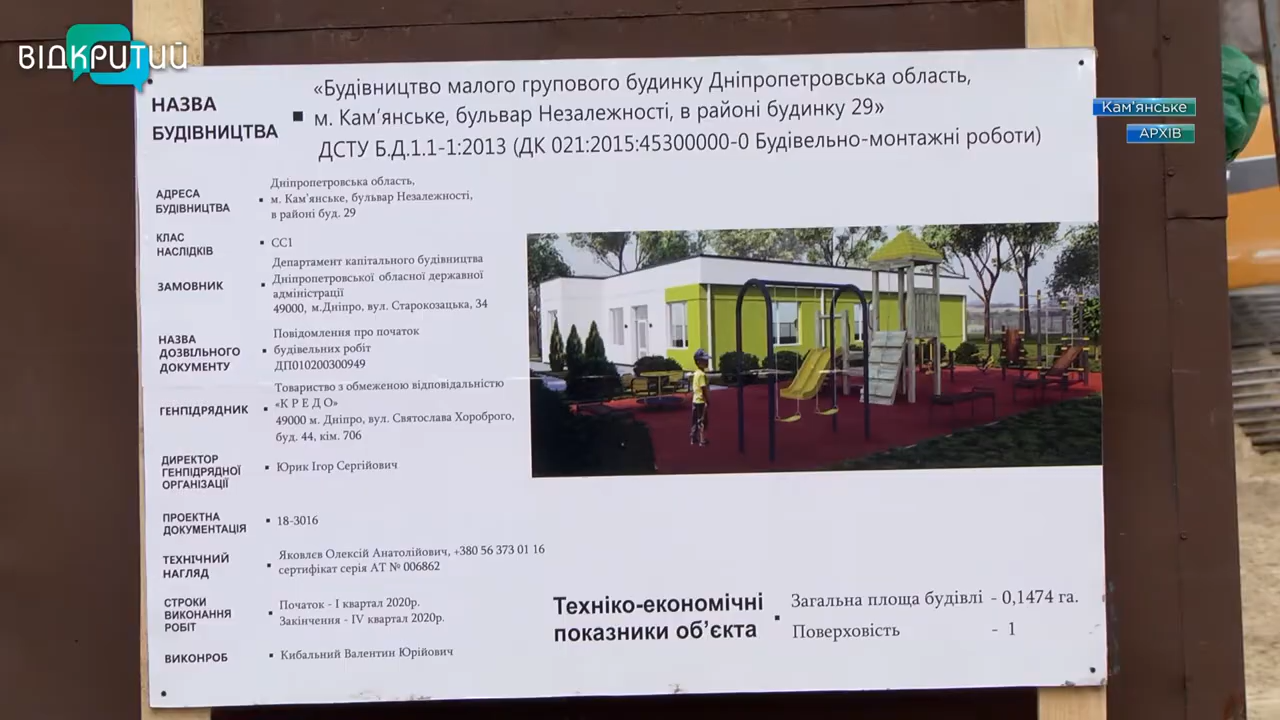 ВІДКРИТИЙ
Кам'янське
АРХІВ
НАЗВА
БУДІВНИЦТВА
«Будівництво малого групового будинку Дніпропетровська область,
м. Кам'янське, бульвар Незалежності, в районі будинку 29»
ДСТУ Б.Д.1.1-1:2013 (ДК 021:2015:45300000-0 Будівельно-монтажні роботи)
АДРЕСА
БУДІВНИЦТВА
Дніпропетровська область,
м. Кам'янське, бульвар Незалежності,
в районі буд. 29
КЛАС
НАСЛІДКІВ
СС1
ЗАМОВНИК
Департамент капітального будівництва
Дніпропетровської обласної державної
адміністрації
49000, м.Дніпро, вул. Старокозацька, 34
НАЗВА
ДОЗВІЛЬНОГО
ДОКУМЕНТУ
Повідомлення про початок
будівельних робіт
ДП010200300949
ГЕНПІДРЯДНИК
Товариство з обмеженою відповідальністю
«К Р Е Д О»
49000 м. Дніпро, вул. Святослава Хороброго,
буд. 44, кім. 706
ДИРЕКТОР
ГЕНПІДРЯДНОЇ
ОРГАНІЗАЦІЇ
Юрик Ігор Сергійович
ПРОЕКТНА
ДОКУМЕНТАЦІЯ
18-3016
ТЕХНІЧНИЙ
НАГЛЯД
Яковлєв Олексій Анатолійович, +380 56 373 01 16
сертифікат серія АТ № 006862
СТРОКИ
ВИКОНАННЯ
РОБІТ
Початок - І квартал 2020р.
Закінчення - IV квартал 2020р.
ВИКОНРОБ
Кибальний Валентин Юрійович
Техніко-економічні
показники об'єкта
Загальна площа будівлі - 0,1474 га.
Поверховість - 1